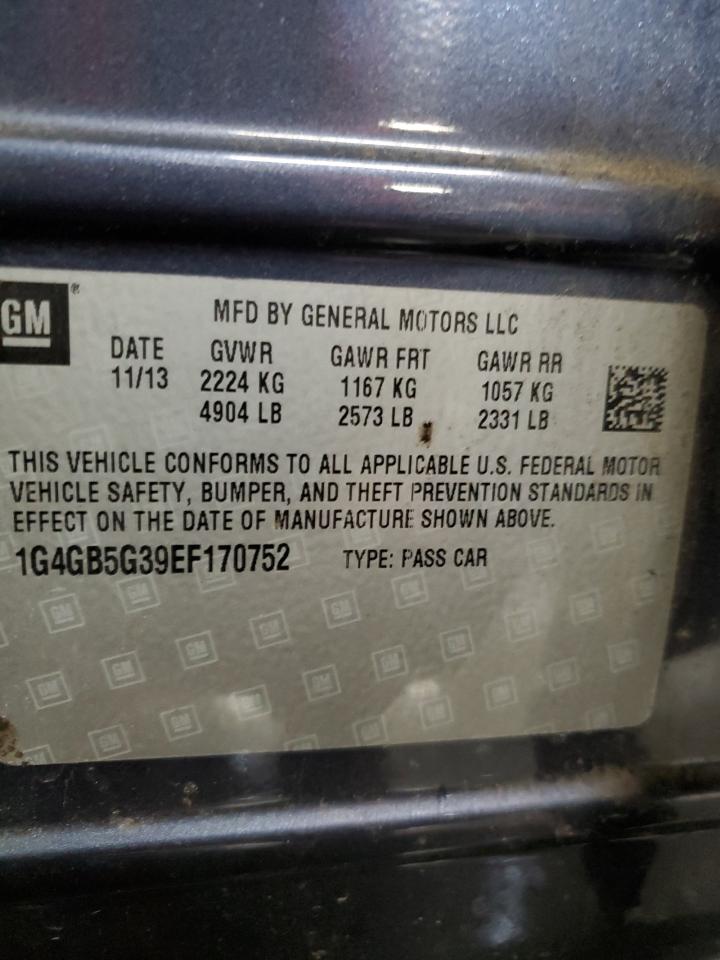 GM®
MFD BY GENERAL MOTORS LLC
DATE GVWR GAWR FRT GAWR RR
11/13 2224 KG 1167 KG 1057 KG
4904 LB 2573 LB 2331 LB
THIS VEHICLE CONFORMS TO ALL APPLICABLE U.S. FEDERAL MOTOR
VEHICLE SAFETY, BUMPER, AND THEFT PREVENTION STANDARDS IN
EFFECT ON THE DATE OF MANUFACTURE SHOWN ABOVE.
1G4GB5G39EF170752 TYPE: PASS CAR